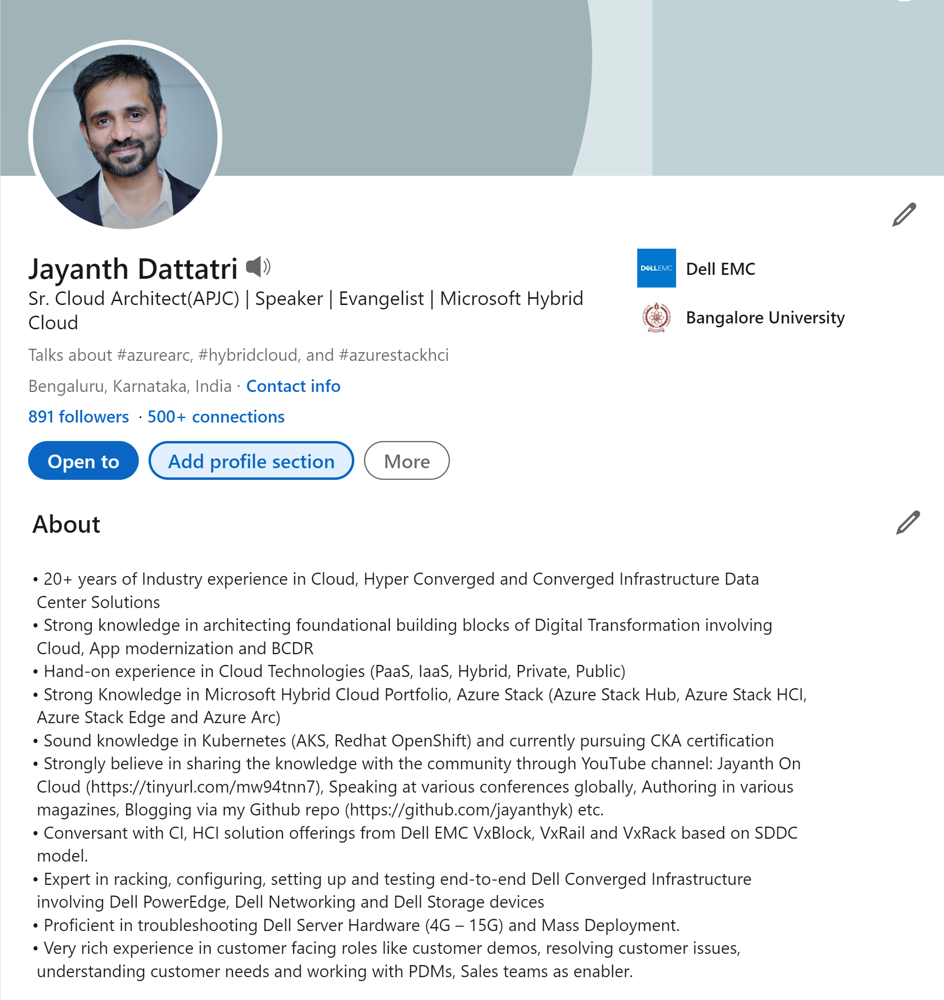 Jayanth Dattatri
Sr. Cloud Architect(APJC) | Speaker | Evangelist | Microsoft Hybrid
Cloud
Talks about #azurearc, #hybridcloud, and #azurestackhci
Bengaluru, Karnataka, India · Contact info
891 followers · 500+ connections
Open to
Add profile section
More
DELLEMC
Dell EMC
Bangalore University
About
• 20+ years of Industry experience in Cloud, Hyper Converged and Converged Infrastructure Data
Center Solutions
• Strong knowledge in architecting foundational building blocks of Digital Transformation involving
Cloud, App modernization and BCDR
• Hand-on experience in Cloud Technologies (PaaS, IaaS, Hybrid, Private, Public)
• Strong Knowledge in Microsoft Hybrid Cloud Portfolio, Azure Stack (Azure Stack Hub, Azure Stack HCI,
Azure Stack Edge and Azure Arc)
• Sound knowledge in Kubernetes (AKS, Redhat OpenShift) and currently pursuing CKA certification
• Strongly believe in sharing the knowledge with the community through YouTube channel: Jayanth On
Cloud (https://tinyurl.com/mw94tnn7), Speaking at various conferences globally, Authoring in various
magazines, Blogging via my Github repo (https://github.com/jayanthyk) etc.
• Conversant with CI, HCI solution offerings from Dell EMC VxBlock, VxRail and VxRack based on SDDC
model.
• Expert in racking, configuring, setting up and testing end-to-end Dell Converged Infrastructure
involving Dell PowerEdge, Dell Networking and Dell Storage devices
• Proficient in troubleshooting Dell Server Hardware (4G – 15G) and Mass Deployment.
• Very rich experience in customer facing roles like customer demos, resolving customer issues,
understanding customer needs and working with PDMs, Sales teams as enabler.